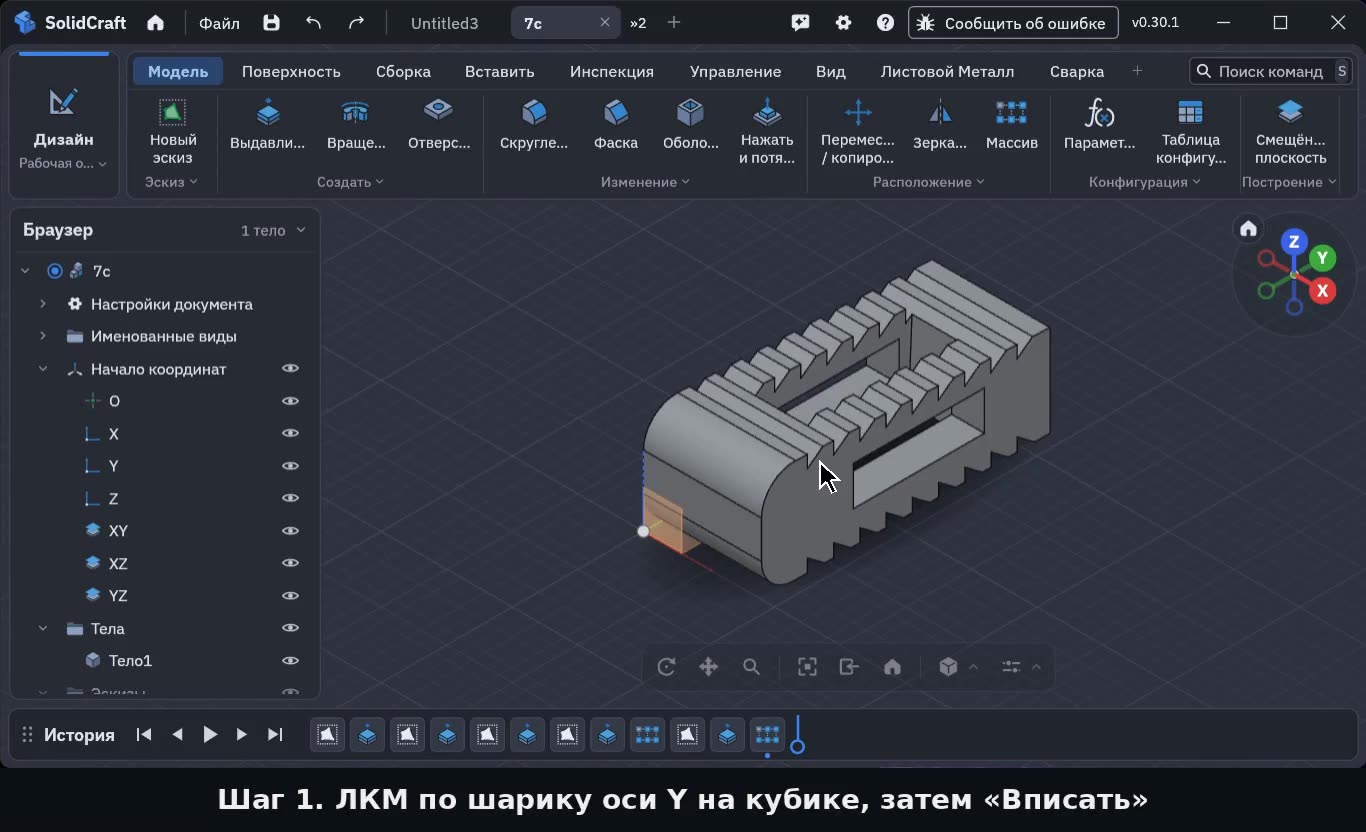 SolidCraft
Файл
Untitled3
7c
»2
Сообщить об ошибке
v0.30.1
Дизайн
Рабочая о...
Модель
Поверхность
Сборка
Вставить
Инспекция
Управление
Вид
Листовой Металл
Сварка
Поиск команд
S
Новый
эскиз
Выдавли...
Враще...
Отверс...
Скругле...
Фаска
Оболо...
Нажать
и потя...
Перемес...
/ копиро...
Зерка...
Массив
Парамет...
Таблица
конфигу...
Смещён...
плоскость
Эскиз
Создать
Изменение
Расположение
Конфигурация
Построение
Браузер
1 тело
7c
Настройки документа
Именованные виды
Начало координат
O
X
Y
Z
XY
XZ
YZ
Тела
Тело1
Эскизы
Z
Y
X
История
Шаг 1. ЛКМ по шарику оси Y на кубике, затем «Вписать»